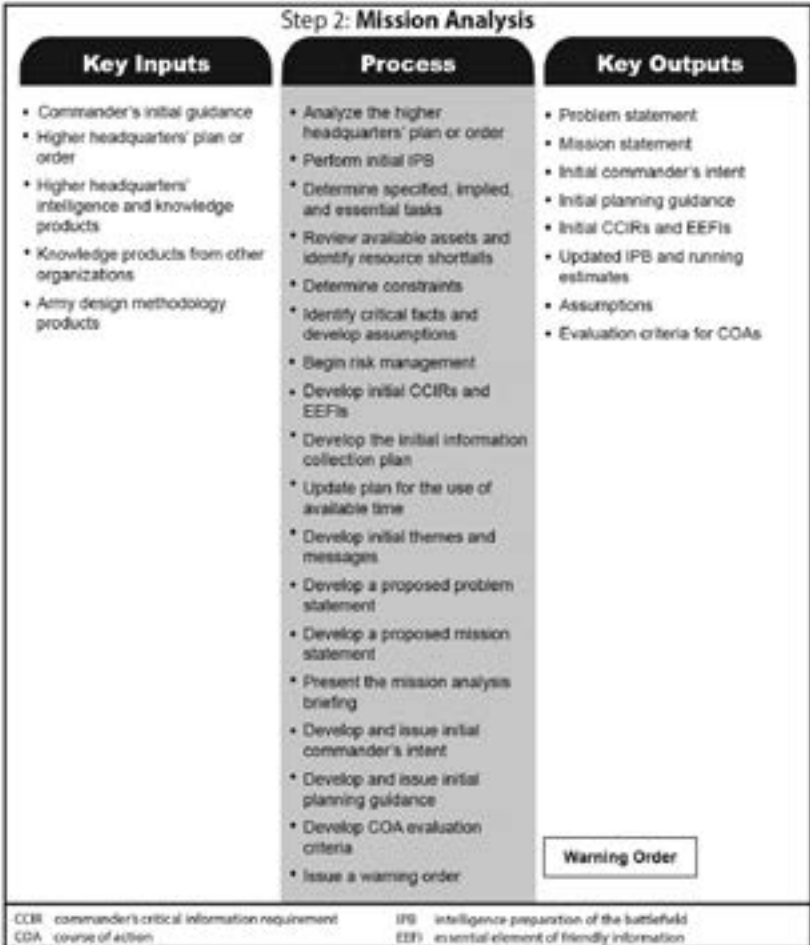 Step 2: Mission Analysis
Key Inputs
• Commander's initial guidance
• Higher headquarters' plan or
order
• Higher headquarters'
intelligence and knowledge
products
• Knowledge products from other
organizations
• Army design methodology
products
Process
• Analyze the higher
headquarters' plan or order
• Perform initial IPB
• Determine specified, implied,
and essential tasks
• Review available assets and
identify resource shortfalls
• Determine constraints
• Identify critical facts and
develop assumptions
• Begin risk management
• Develop initial CCIRs and
EEFIs
• Develop the initial information
collection plan
• Update plan for the use of
available time
• Develop initial themes and
messages
• Develop a proposed problem
statement
• Develop a proposed mission
statement
• Present the mission analysis
briefing
• Develop and issue initial
commander's intent
• Develop and issue initial
planning guidance
• Develop COA evaluation
criteria
• Issue a warning order
Key Outputs
• Problem statement
• Mission statement
• Initial commander's intent
• Initial planning guidance
• Initial CCIRs and EEFIs
• Updated IPB and running
estimates
• Assumptions
• Evaluation criteria for COAs
Warning Order
CCIR commander's critical information requirement
COA course of action
IPB intelligence preparation of the battlefield
EEFI essential element of friendly information